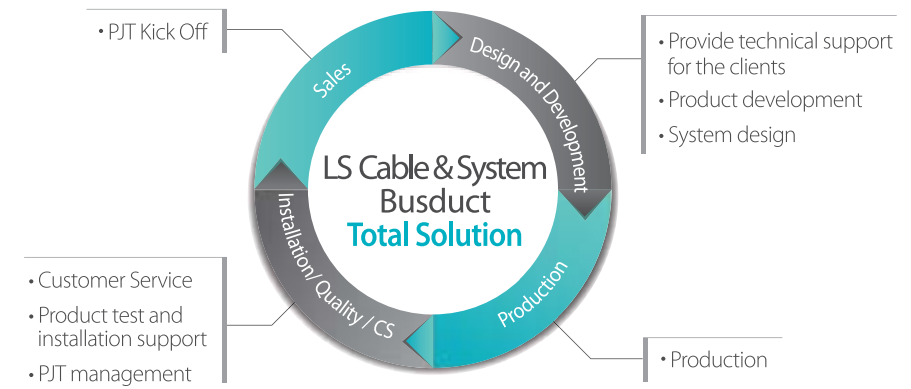 • PJT Kick Off
Sales
Design and Development
• Provide technical support
for the clients
• Product development
• System design
LS Cable & System
Busduct
Total Solution
Installation/ Quality / CS
Production
• Customer Service
• Product test and
installation support
• PJT management
• Production